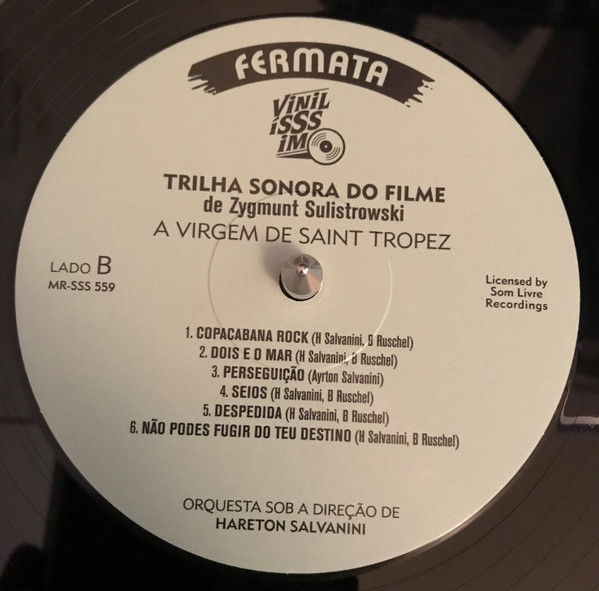 FERMATA
VINIL
ISSS
IMO
TRILHA SONORA DO FILME
de Zygmunt Sulistrowski
A VIRGEM DE SAINT TROPEZ
LADO B
MR-SSS 559
Licensed by
Som Livre
Recordings
1. COPACABANA ROCK (H Salvanini, B Ruschel)
2. DOIS E O MAR (H Salvanini, B Ruschel)
3. PERSEGUIÇÃO (Ayrton Salvanini)
4. SEIOS (H Salvanini, B Ruschel)
5. DESPEDIDA (H Salvanini, B Ruschel)
6. NÃO PODES FUGIR DO TEU DESTINO (H Salvanini, B Ruschel)
ORQUESTA SOB A DIREÇÃO DE
HARETON SALVANINI